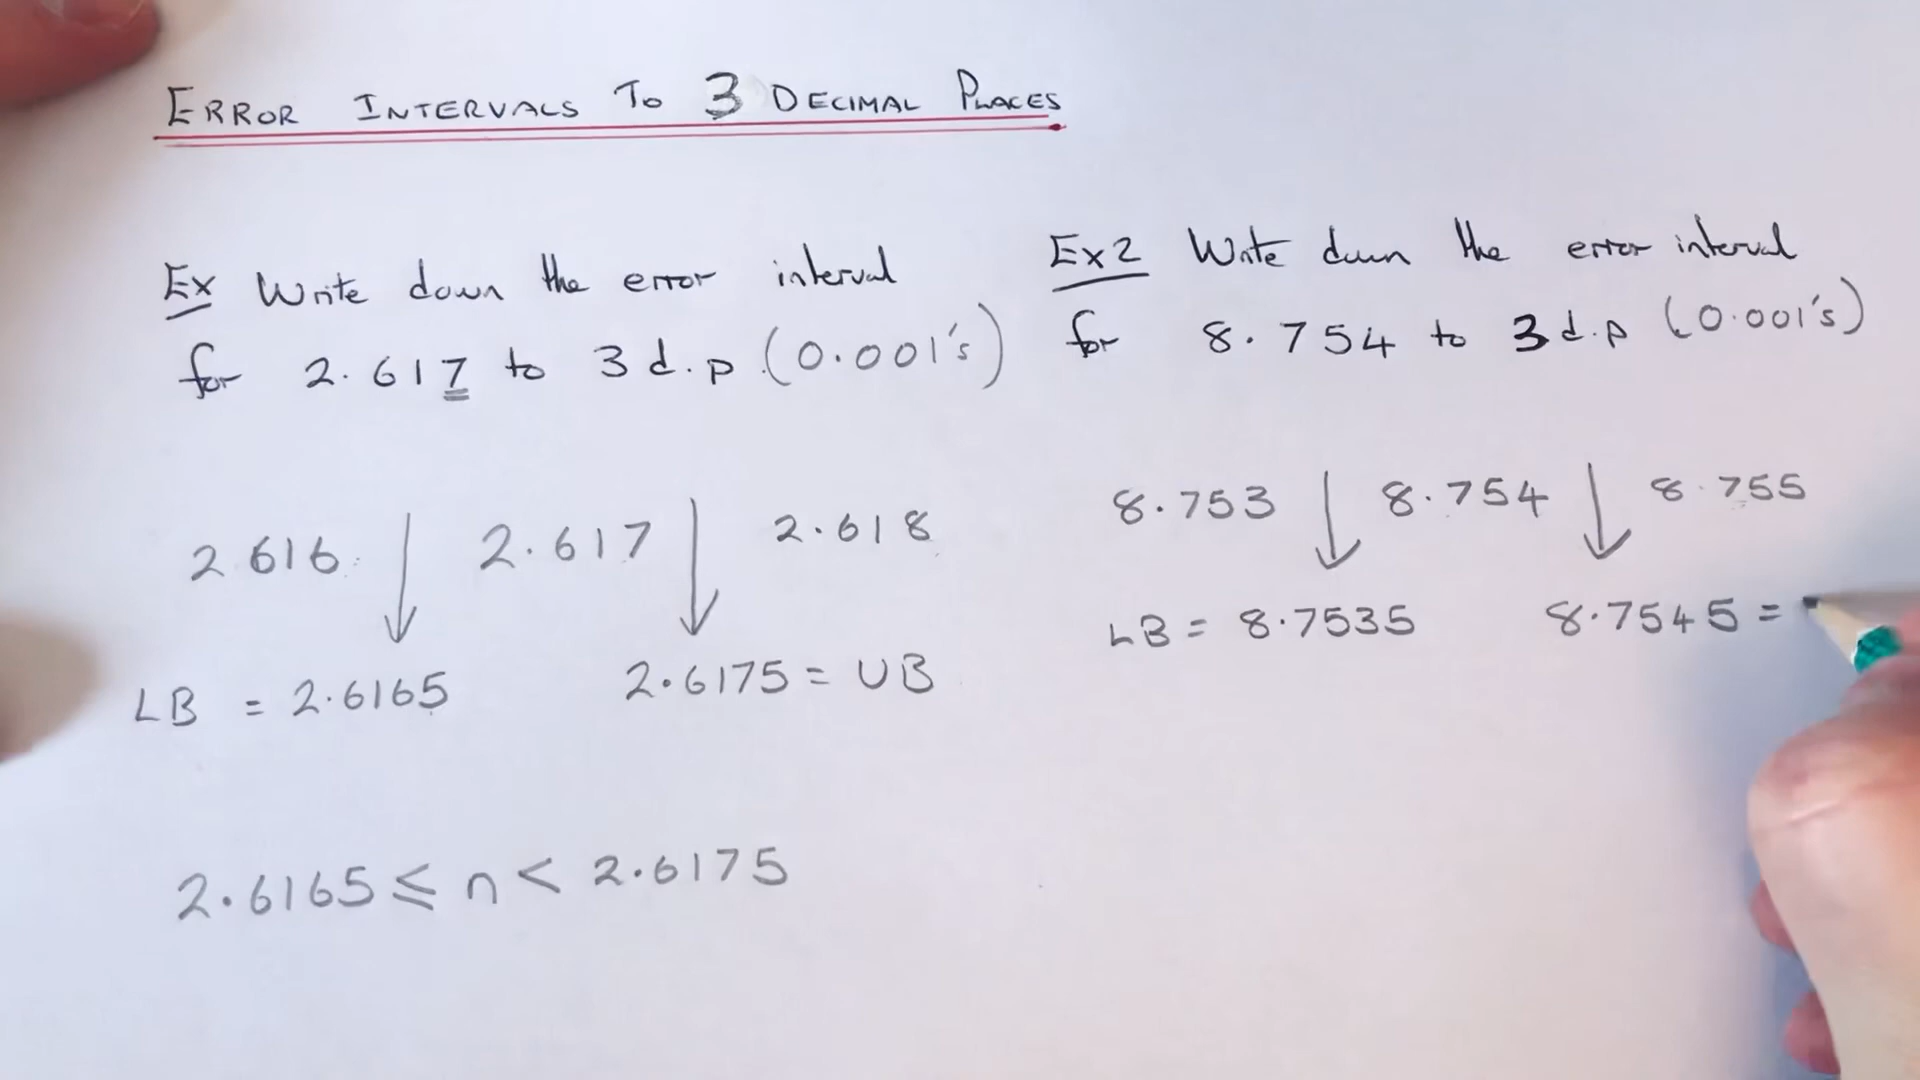 ERROR INTERVALS TO 3 DECIMAL PLACES
Ex Write down the error interval
for 2.617 to 3 d.p (0.001's)
2.616 2.617 2.618
LB = 2.6165 2.6175 = UB
2.6165 ≤ n < 2.6175
Ex2 Write down the error interval
for 8.754 to 3 d.p (0.001's)
8.753 8.754 8.755
LB = 8.7535 8.7545 =